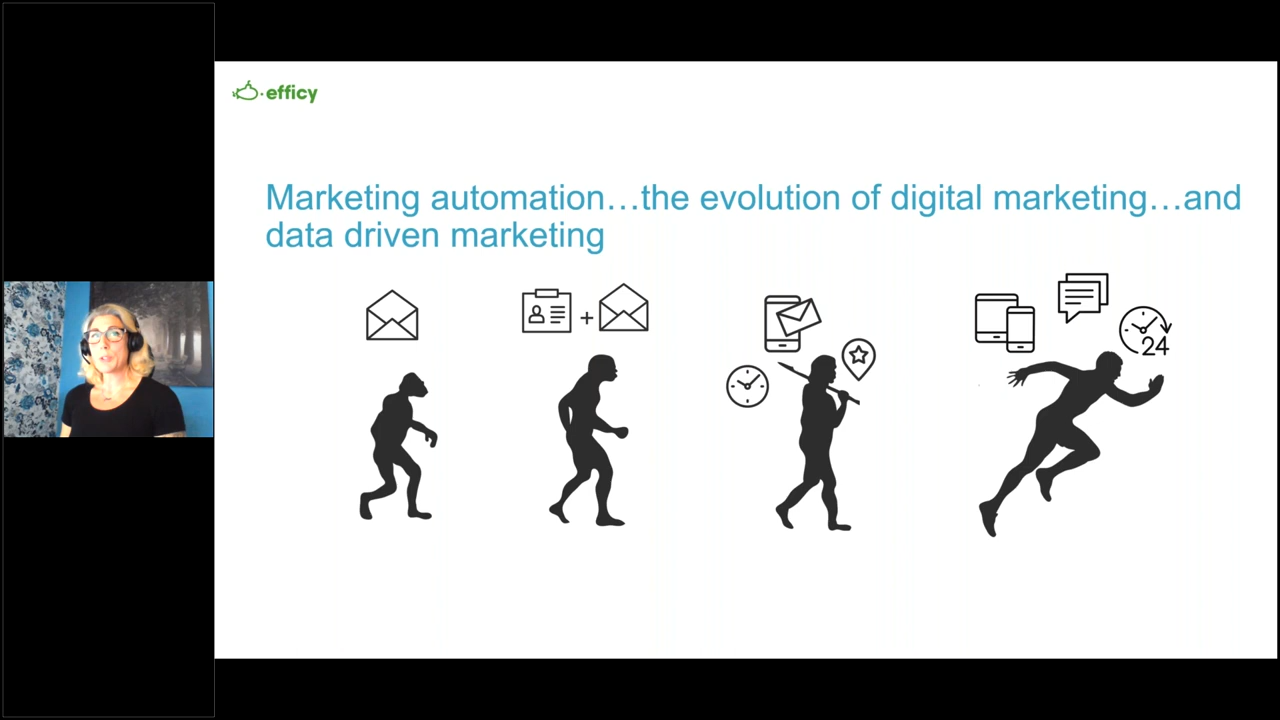 efficy
Marketing automation…the evolution of digital marketing…and
data driven marketing
+
24